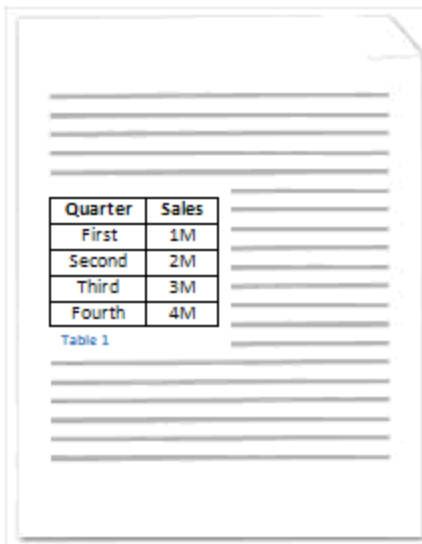 Quarter Sales
First 1M
Second 2M
Third 3M
Fourth 4M
Table 1